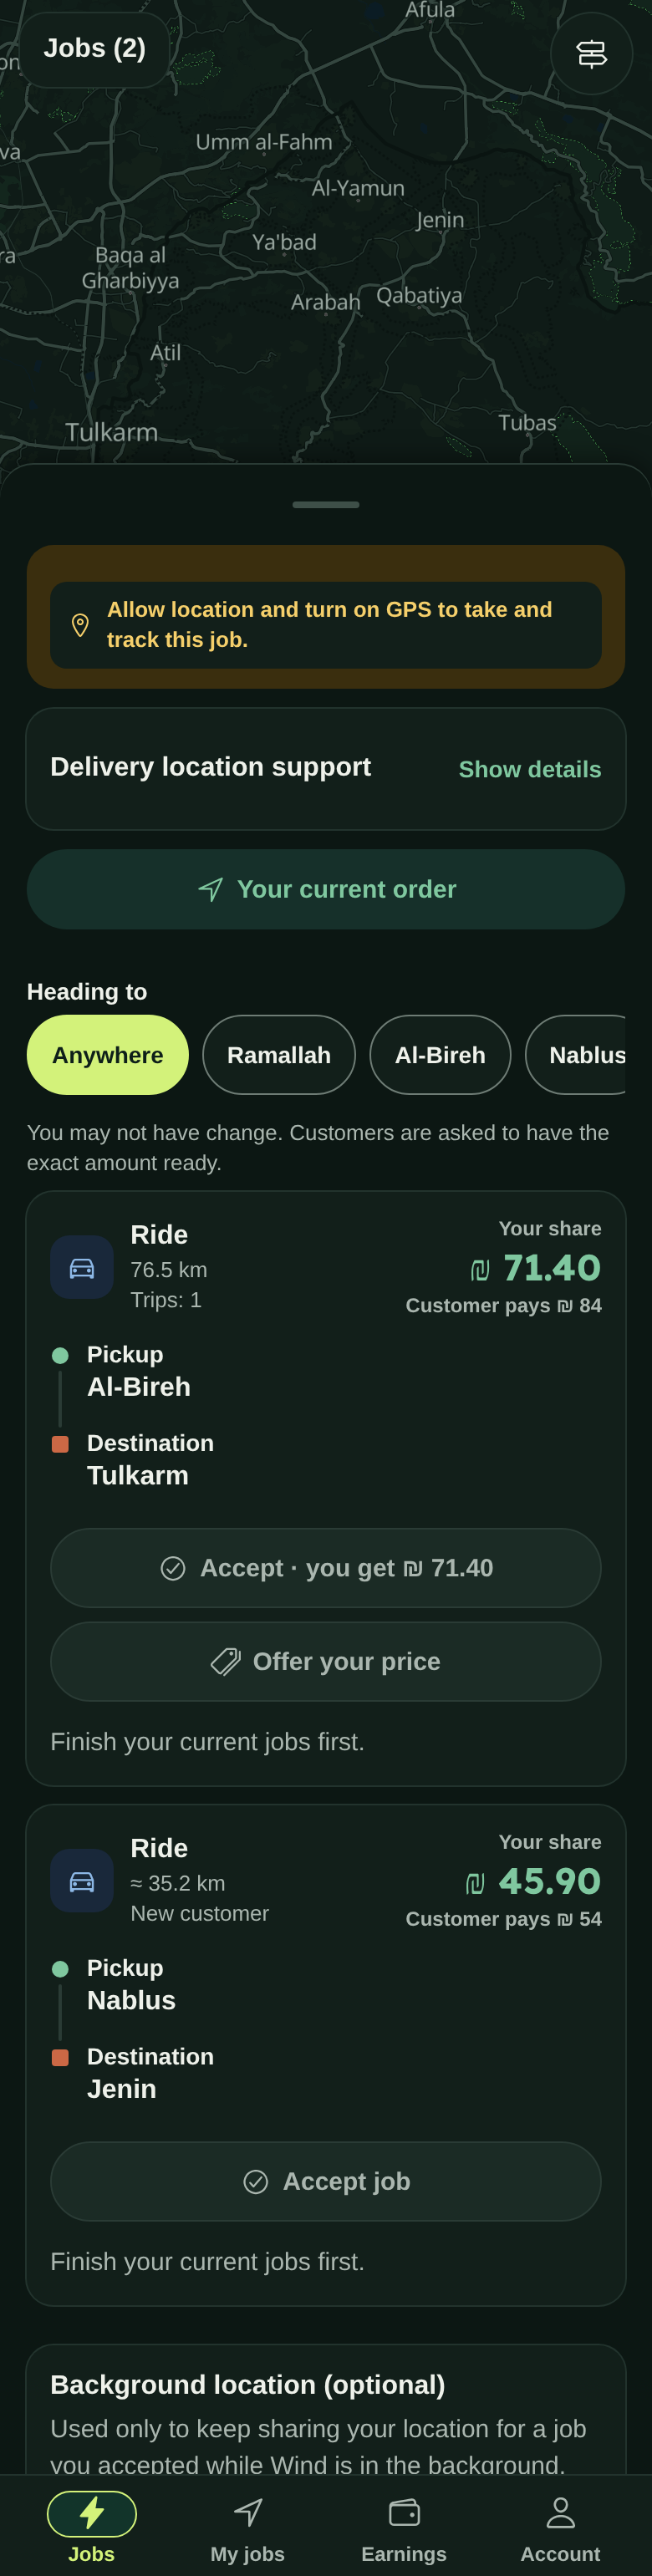 Afula
Jobs (2)
on
va
Umm al-Fahm
Al-Yamun
Jenin
Ya'bad
ra
Baqa al
Gharbiyya
Arabah
Qabatiya
Atil
Tulkarm
Tubas
Allow location and turn on GPS to take and
track this job.
Delivery location support
Show details
Your current order
Heading to
Anywhere
Ramallah
Al-Bireh
Nablus
You may not have change. Customers are asked to have the
exact amount ready.
Ride
76.5 km
Trips: 1
Your share
₪ 71.40
Customer pays ₪ 84
Pickup
Al-Bireh
Destination
Tulkarm
Accept · you get ₪ 71.40
Offer your price
Finish your current jobs first.
Ride
≈ 35.2 km
New customer
Your share
₪ 45.90
Customer pays ₪ 54
Pickup
Nablus
Destination
Jenin
Accept job
Finish your current jobs first.
Background location (optional)
Used only to keep sharing your location for a job
you accepted while Wind is in the background.
Jobs
My jobs
Earnings
Account